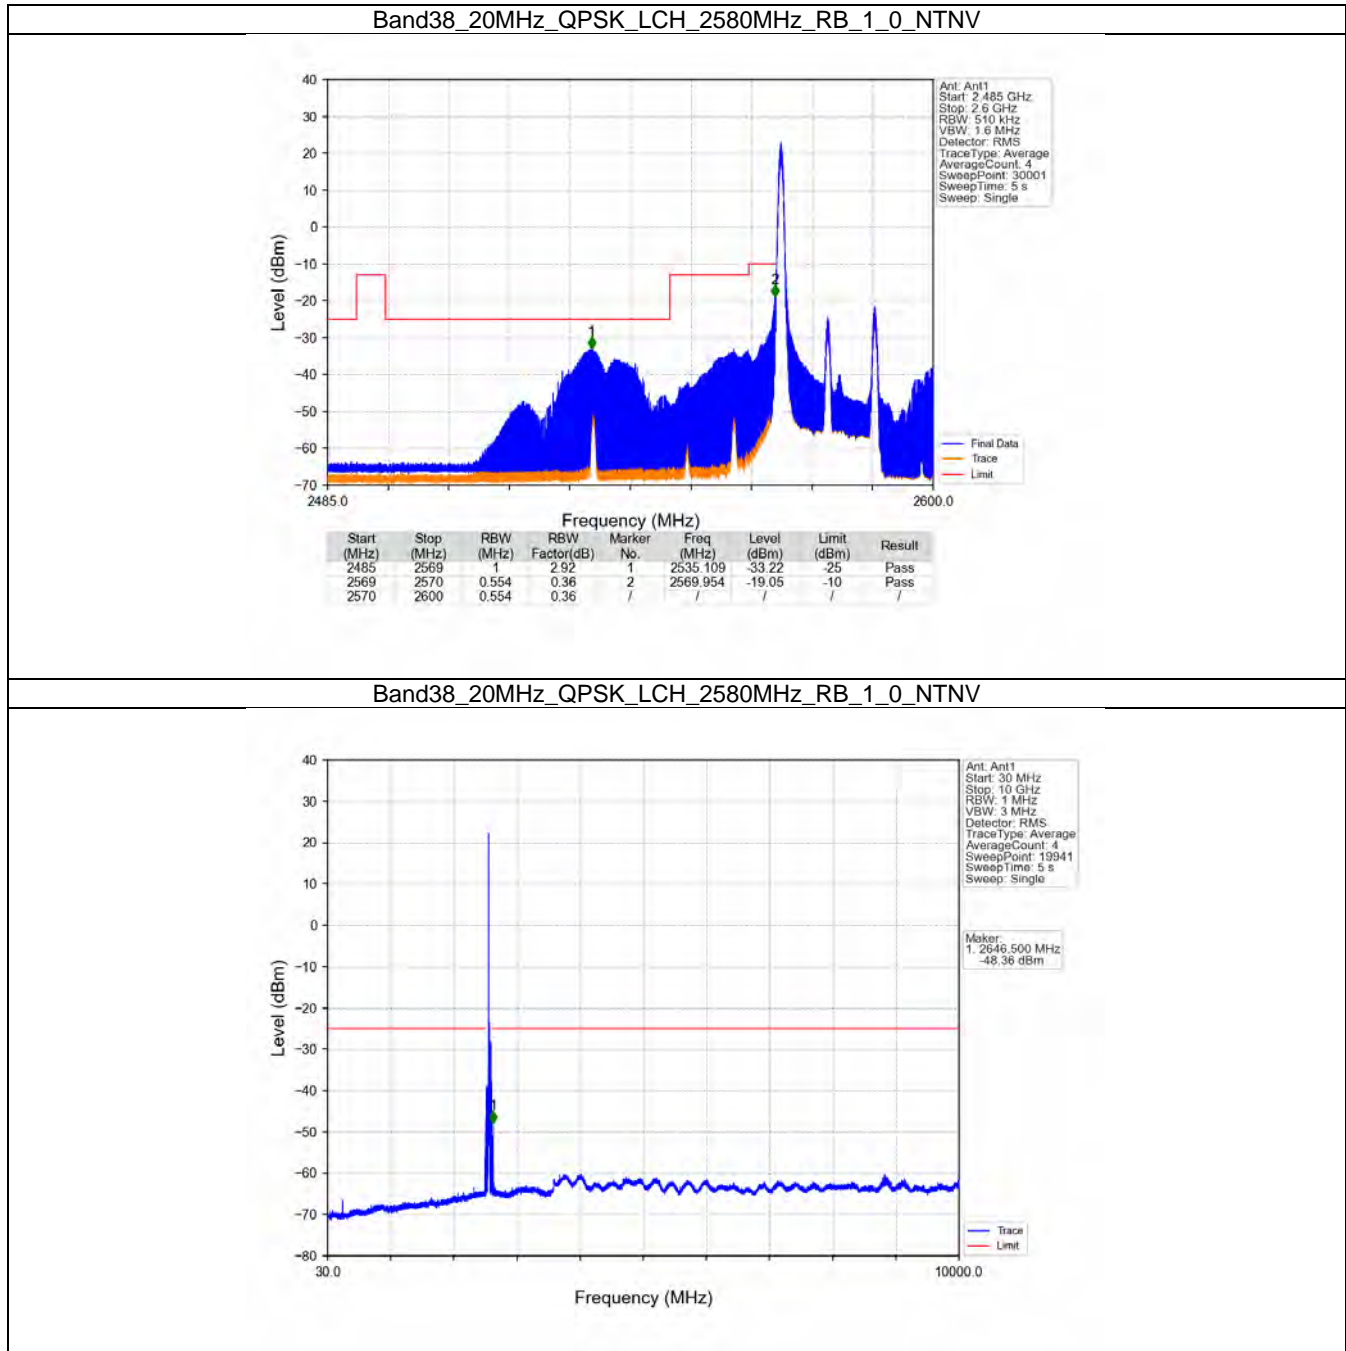 Band38_20MHz_QPSK_LCH_2580MHz_RB_1_0_NTNV
40
30
20
10
0
−10
−20
−30
−40
−50
−60
−70
Level (dBm)
1
2
2485.0
2600.0
Frequency (MHz)
Ant: Ant1
Start: 2.485 GHz
Stop: 2.6 GHz
RBW: 510 kHz
VBW: 1.6 MHz
Detector: RMS
TraceType: Average
AverageCount: 4
SweepPoint: 30001
SweepTime: 5 s
Sweep: Single
Final Data
Trace
Limit
Start (MHz) Stop (MHz) RBW (MHz) RBW Factor(dB) Marker No. Freq (MHz) Level (dBm) Limit (dBm) Result
2485 2569 1 2.92 1 2535.109 -33.22 -25 Pass
2569 2570 0.554 0.36 2 2569.954 -19.05 -10 Pass
2570 2600 0.554 0.36 / / / / /
Band38_20MHz_QPSK_LCH_2580MHz_RB_1_0_NTNV
40
30
20
10
0
−10
−20
−30
−40
−50
−60
−70
−80
Level (dBm)
1
30.0
10000.0
Frequency (MHz)
Ant: Ant1
Start: 30 MHz
Stop: 10 GHz
RBW: 1 MHz
VBW: 3 MHz
Detector: RMS
TraceType: Average
AverageCount: 4
SweepPoint: 19941
SweepTime: 5 s
Sweep: Single
Maker:
1. 2646.500 MHz
-48.36 dBm
Trace
Limit